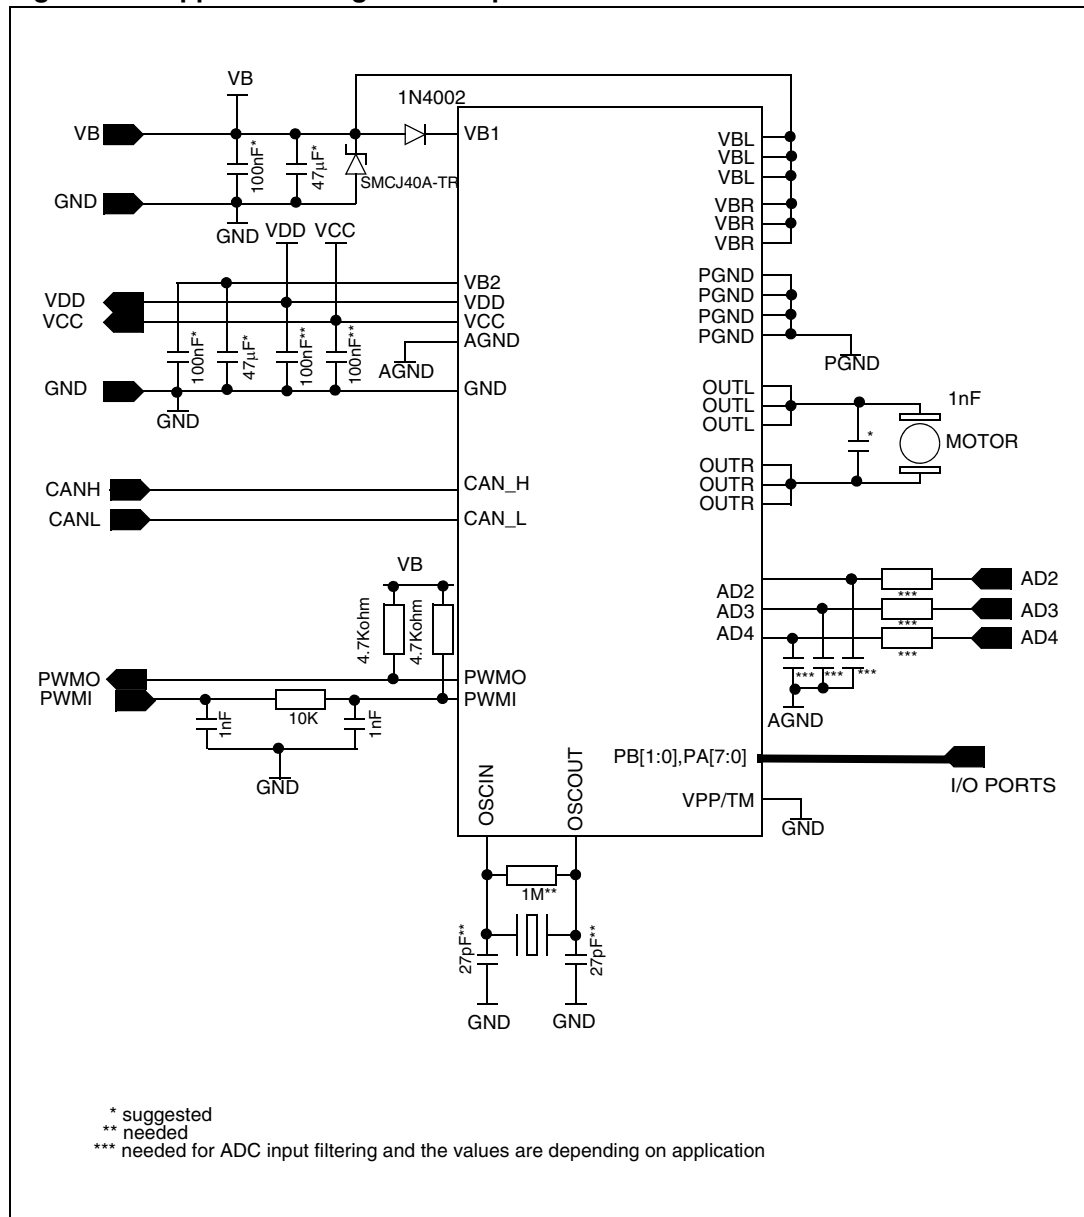 VB
1N4002
VB
VB1
100nF*
47µF*
SMCJ40A-TR
GND
GND
VDD
VCC
VBL
VBL
VBL
VBR
VBR
VBR
VB2
VDD
VDD
VCC
VCC
AGND
100nF*
47µF*
100nF**
100nF**
AGND
GND
GND
GND
PGND
PGND
PGND
PGND
PGND
OUTL
OUTL
OUTL
1nF
*
MOTOR
OUTR
OUTR
OUTR
CANH
CAN_H
CANL
CAN_L
VB
4.7Kohm
4.7Kohm
AD2
AD2
***
AD3
AD3
***
AD4
AD4
***
***
***
***
AGND
PWMO
PWMO
PWMI
PWMI
1nF
10K
1nF
GND
OSCIN
OSCOUT
PB[1:0],PA[7:0]
I/O PORTS
VPP/TM
GND
1M**
27pF**
27pF**
GND
GND
* suggested
** needed
*** needed for ADC input filtering and the values are depending on application